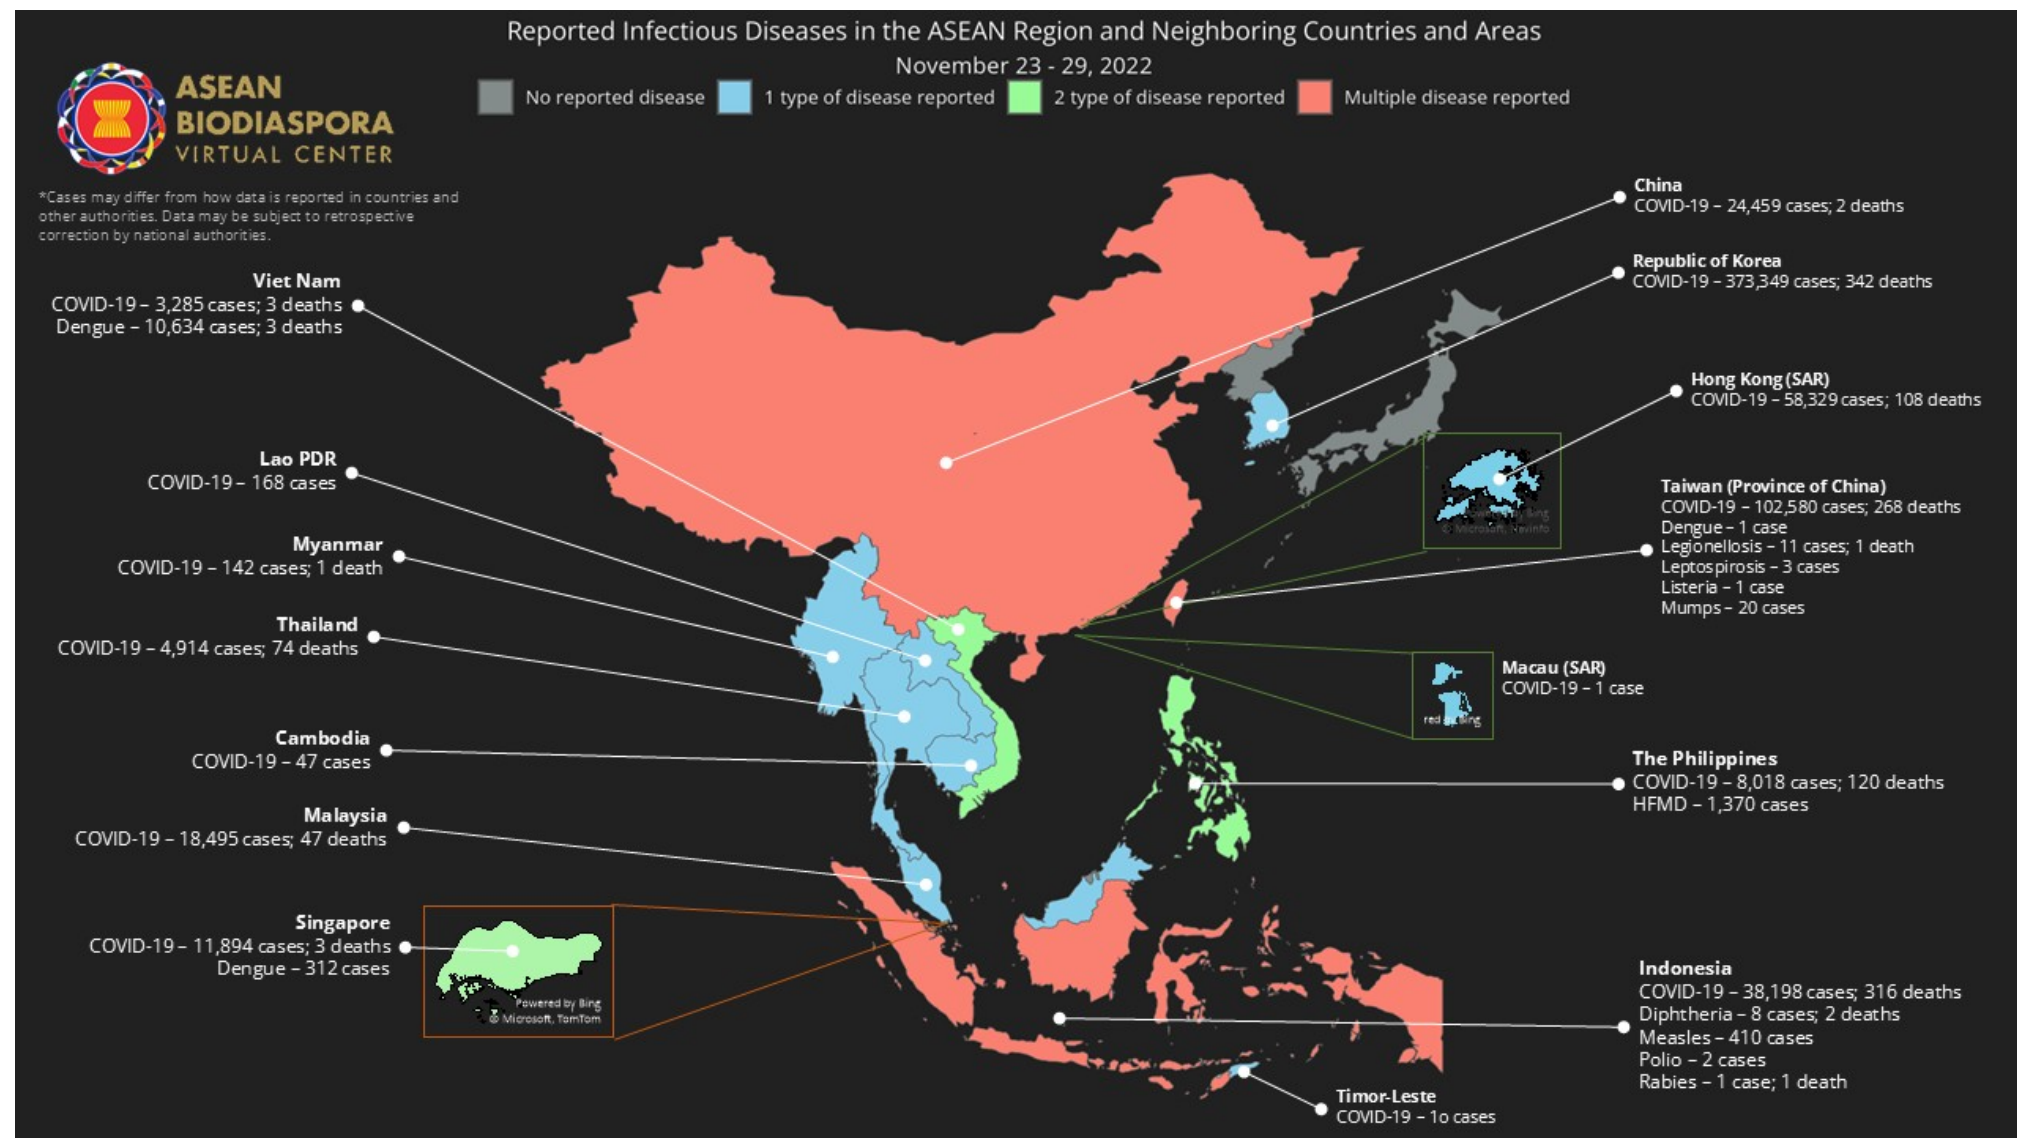 Reported Infectious Diseases in the ASEAN Region and Neighboring Countries and Areas
November 23 - 29, 2022
No reported disease
1 type of disease reported
2 type of disease reported
Multiple disease reported
ASEAN
BIODIASPORA
VIRTUAL CENTER
*Cases may differ from how data is reported in countries and
other authorities. Data may be subject to retrospective
correction by national authorities.
Viet Nam
COVID-19 – 3,285 cases; 3 deaths
Dengue – 10,634 cases; 3 deaths
Lao PDR
COVID-19 – 168 cases
Myanmar
COVID-19 – 142 cases; 1 death
Thailand
COVID-19 – 4,914 cases; 74 deaths
Cambodia
COVID-19 – 47 cases
Malaysia
COVID-19 – 18,495 cases; 47 deaths
Singapore
COVID-19 – 11,894 cases; 3 deaths
Dengue – 312 cases
Powered by Bing
© Microsoft, TomTom
China
COVID-19 – 24,459 cases; 2 deaths
Republic of Korea
COVID-19 – 373,349 cases; 342 deaths
Hong Kong (SAR)
COVID-19 – 58,329 cases; 108 deaths
by Bing
© Microsoft, Navinfo
Taiwan (Province of China)
COVID-19 – 102,580 cases; 268 deaths
Dengue – 1 case
Legionellosis – 11 cases; 1 death
Leptospirosis – 3 cases
Listeria – 1 case
Mumps – 20 cases
Macau (SAR)
COVID-19 – 1 case
red by Bing
The Philippines
COVID-19 – 8,018 cases; 120 deaths
HFMD – 1,370 cases
Indonesia
COVID-19 – 38,198 cases; 316 deaths
Diphtheria – 8 cases; 2 deaths
Measles – 410 cases
Polio – 2 cases
Rabies – 1 case; 1 death
Timor-Leste
COVID-19 – 1o cases